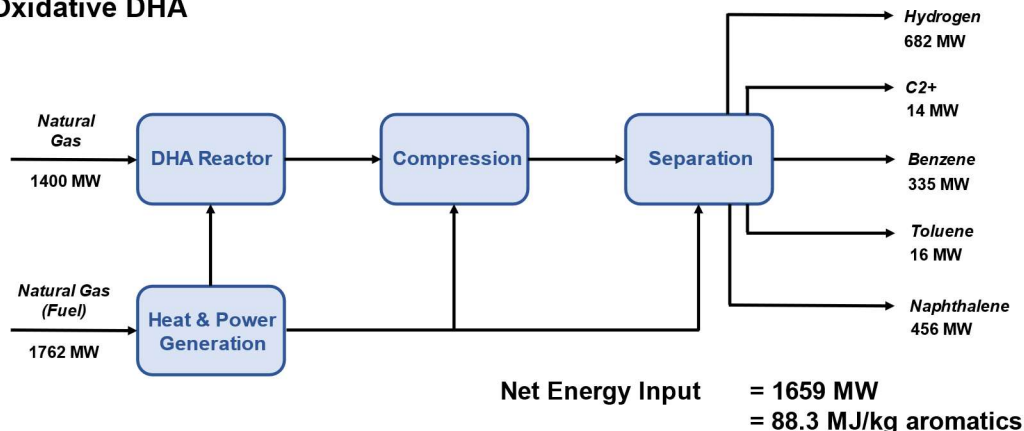 Oxidative DHA
Hydrogen
682 MW
C2+
14 MW
Natural
Gas
1400 MW
DHA Reactor
Compression
Separation
Benzene
335 MW
Toluene
16 MW
Natural Gas
(Fuel)
1762 MW
Heat & Power
Generation
Naphthalene
456 MW
Net Energy Input = 1659 MW
= 88.3 MJ/kg aromatics